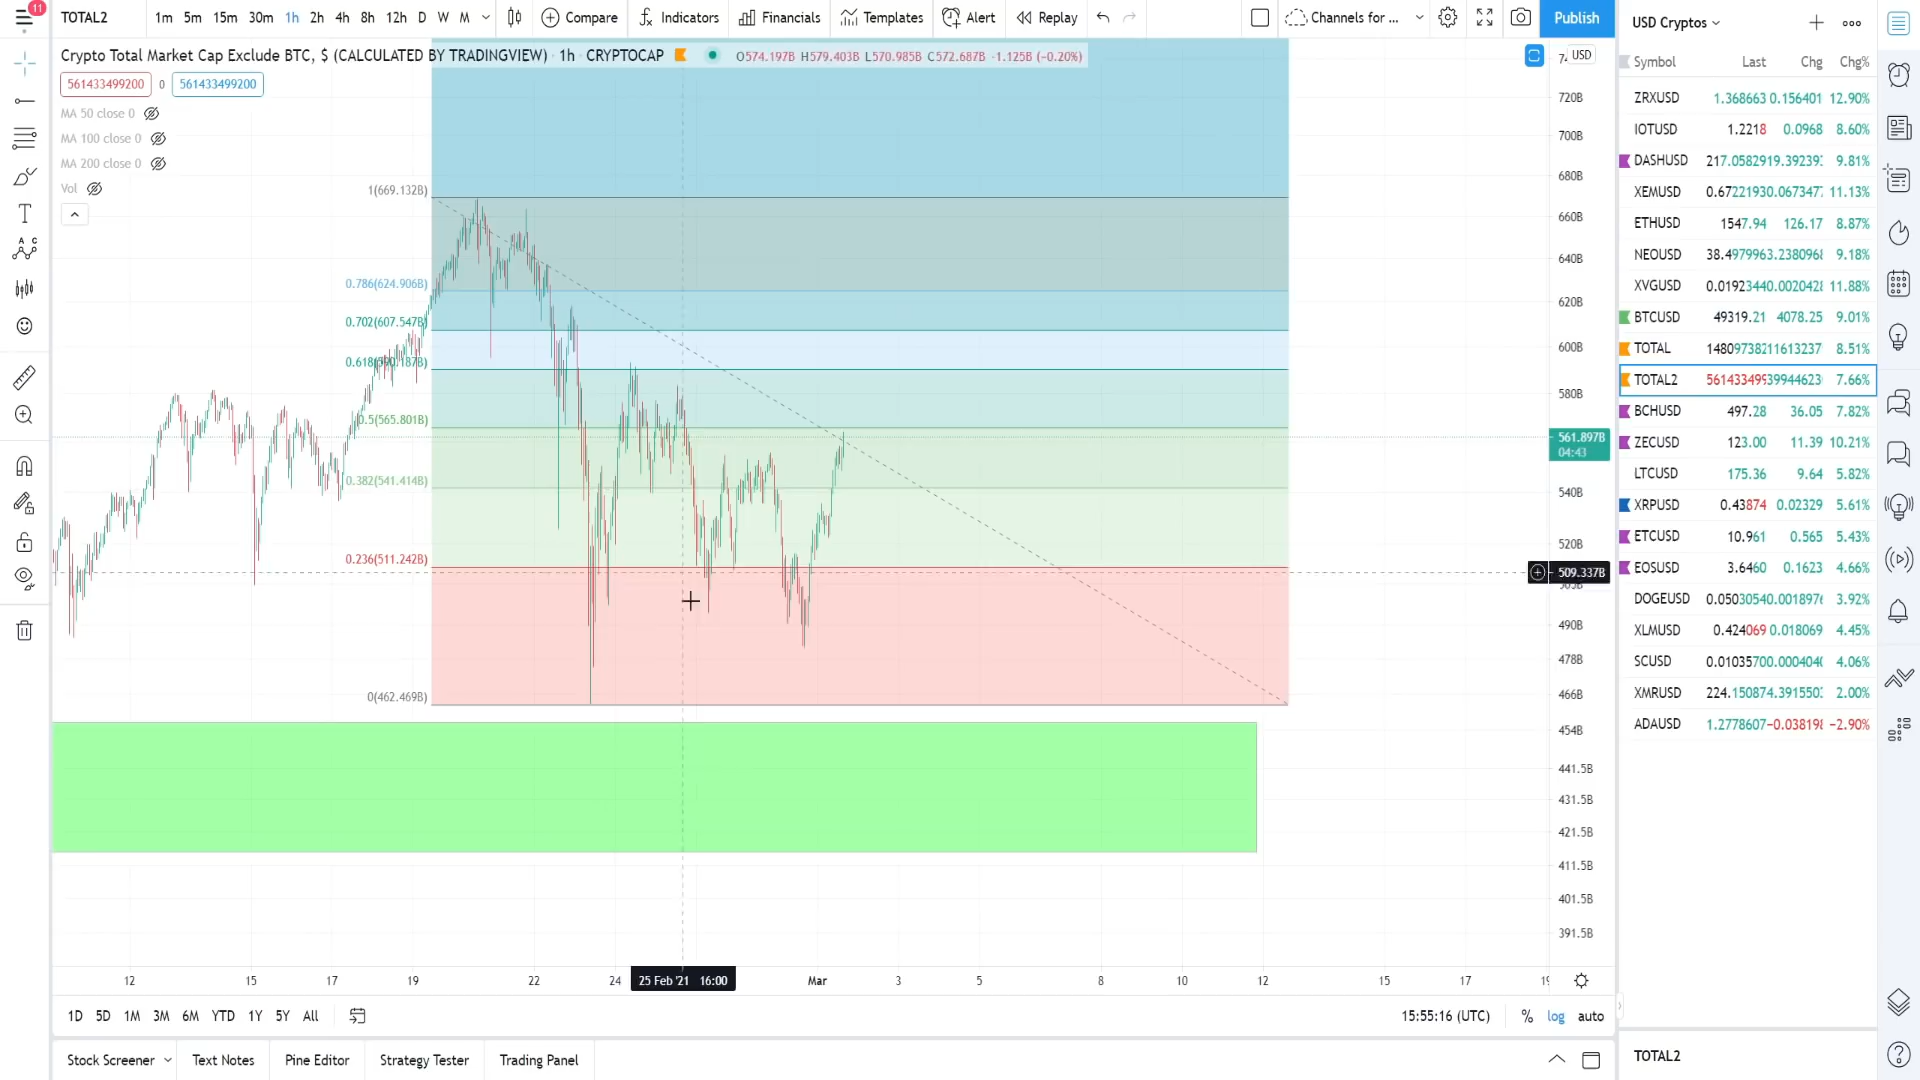 11
TOTAL2 1m 5m 15m 30m 1h 2h 4h 8h 12h D W M Compare Indicators Financials Templates Alert Replay Channels for ... Publish
Crypto Total Market Cap Exclude BTC, $ (CALCULATED BY TRADINGVIEW) · 1h · CRYPTOCAP O574.197B H579.403B L570.985B C572.687B -1.125B (-0.20%)
561433499200 0 561433499200
MA 50 close 0
MA 100 close 0
MA 200 close 0
Vol
1(669.132B)
0.786(624.906B)
0.702(607.547B)
0.618(590.187B)
0.5(565.801B)
0.382(541.414B)
0.236(511.242B)
0(462.469B)
USD
720B
700B
680B
660B
640B
620B
600B
580B
561.897B
04:43
540B
520B
509.337B
490B
478B
466B
454B
441.5B
431.5B
421.5B
411.5B
401.5B
391.5B
12 15 17 19 22 24 25 Feb '21 16:00 Mar 3 5 8 10 12 15 17 19
1D 5D 1M 3M 6M YTD 1Y 5Y All 15:55:16 (UTC) % log auto
Stock Screener Text Notes Pine Editor Strategy Tester Trading Panel
USD Cryptos
Symbol Last Chg Chg%
ZRXUSD 1.368663 0.156401 12.90%
IOTUSD 1.2218 0.0968 8.60%
DASHUSD 217.05829 9.81%
XEMUSD 0.672219 11.13%
ETHUSD 1547.94 126.17 8.87%
NEOUSD 38.49799 9.18%
XVGUSD 0.019234 11.88%
BTCUSD 49319.21 4078.25 9.01%
TOTAL 8.51%
TOTAL2 7.66%
BCHUSD 497.28 36.05 7.82%
ZECUSD 123.00 11.39 10.21%
LTCUSD 175.36 9.64 5.82%
XRPUSD 0.43874 0.02329 5.61%
ETCUSD 10.961 0.565 5.43%
EOSUSD 3.6460 0.1623 4.66%
DOGEUSD 3.92%
XLMUSD 0.424069 0.018069 4.45%
SCUSD 4.06%
XMRUSD 2.00%
ADAUSD −2.90%
TOTAL2